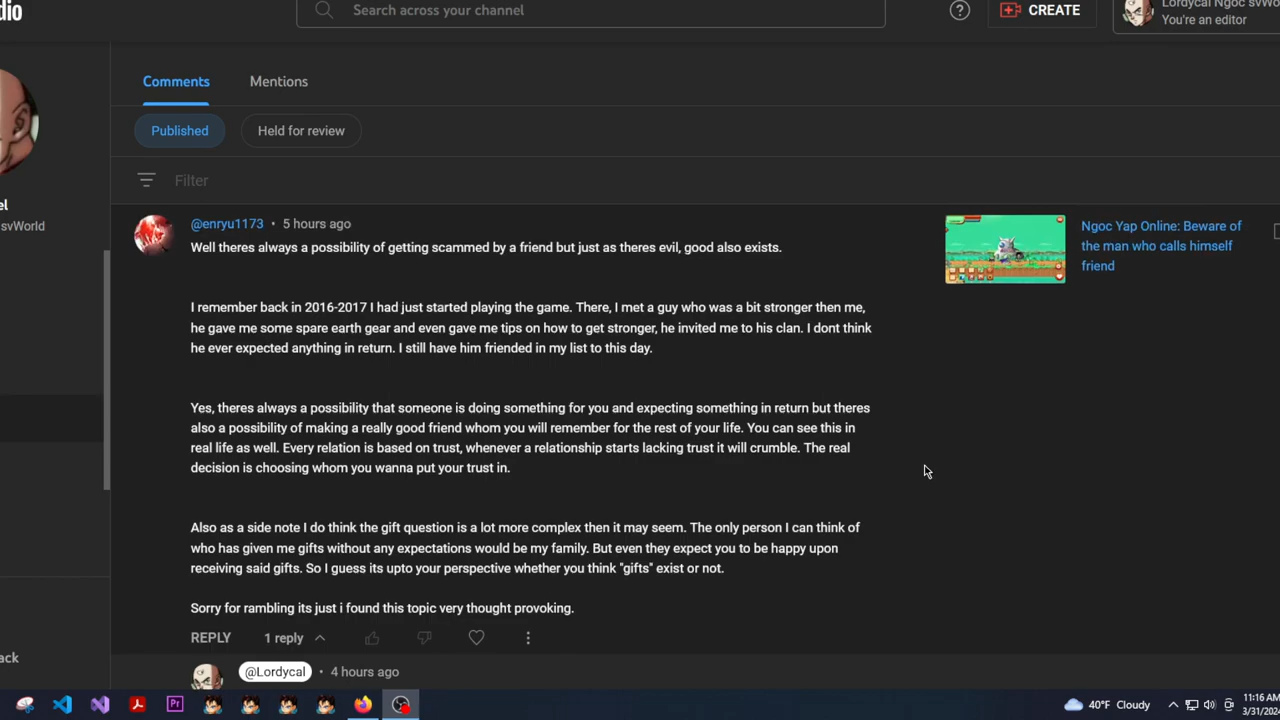 dio
Search across your channel
CREATE
Lordycal Ngoc svWo
You're an editor
Comments
Mentions
Published
Held for review
Filter
el
svWorld
@enryu1173 • 5 hours ago
Well theres always a possibility of getting scammed by a friend but just as theres evil, good also exists.
I remember back in 2016-2017 I had just started playing the game. There, I met a guy who was a bit stronger then me,
he gave me some spare earth gear and even gave me tips on how to get stronger, he invited me to his clan. I dont think
he ever expected anything in return. I still have him friended in my list to this day.
Yes, theres always a possibility that someone is doing something for you and expecting something in return but theres
also a possibility of making a really good friend whom you will remember for the rest of your life. You can see this in
real life as well. Every relation is based on trust, whenever a relationship starts lacking trust it will crumble. The real
decision is choosing whom you wanna put your trust in.
Also as a side note I do think the gift question is a lot more complex then it may seem. The only person I can think of
who has given me gifts without any expectations would be my family. But even they expect you to be happy upon
receiving said gifts. So I guess its upto your perspective whether you think "gifts" exist or not.
Sorry for rambling its just i found this topic very thought provoking.
Ngoc Yap Online: Beware of
the man who calls himself
friend
REPLY
1 reply
@Lordycal • 4 hours ago
ack
40°F Cloudy
11:16 AM
3/31/202